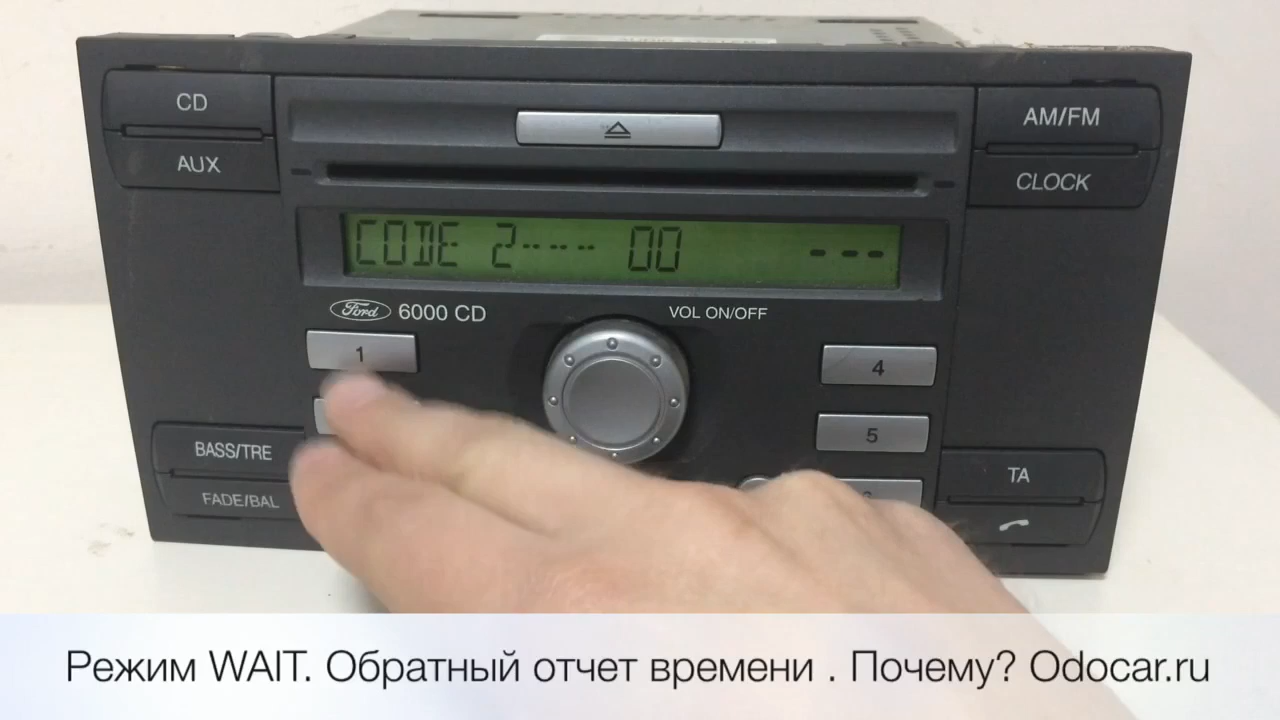 CD
AUX
AM/FM
CLOCK
CODE 2--- 00 ---
Ford 6000 CD
VOL ON/OFF
1
4
5
BASS/TRE
FADE/BAL
TA
Режим WAIT. Обратный отчет времени . Почему? Odocar.ru